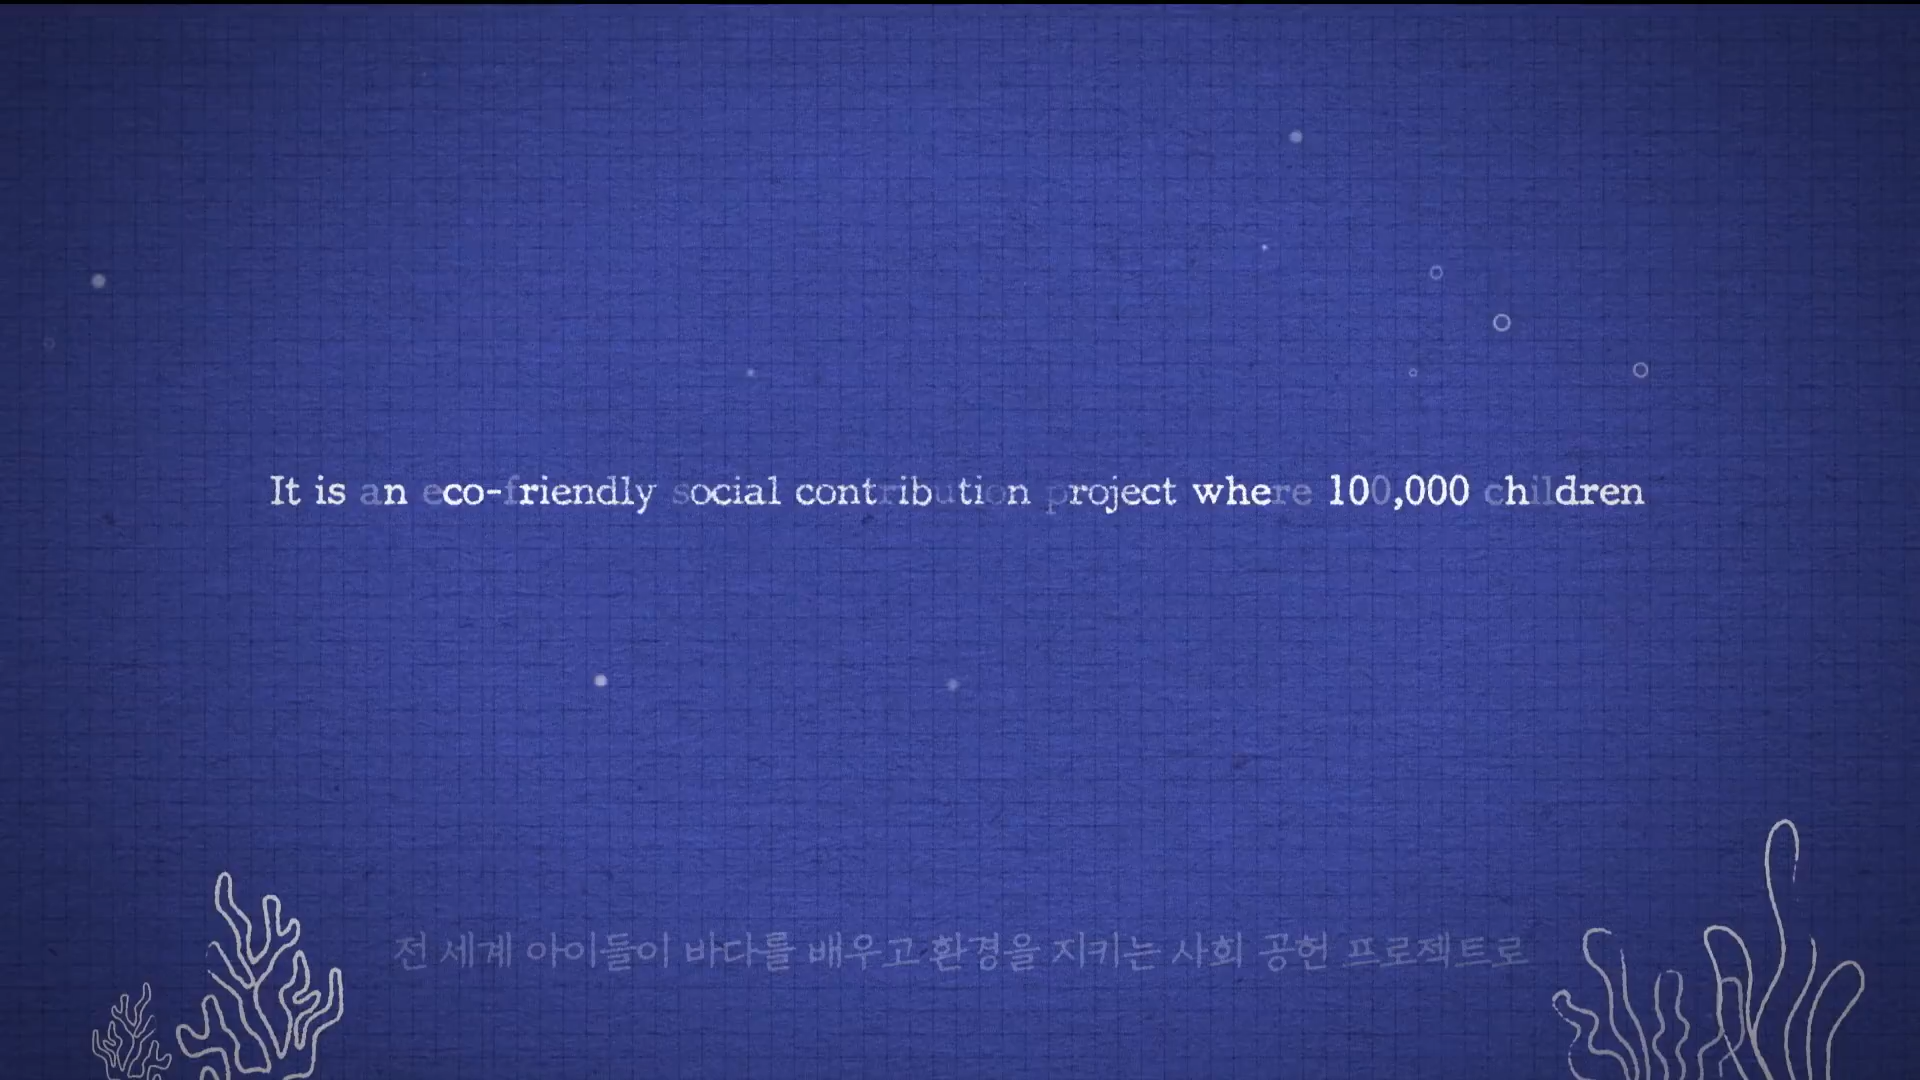 It is an eco-friendly social contribution project where 100,000 children
전 세계 아이들이 바다를 배우고 환경을 지키는 사회 공헌 프로젝트로